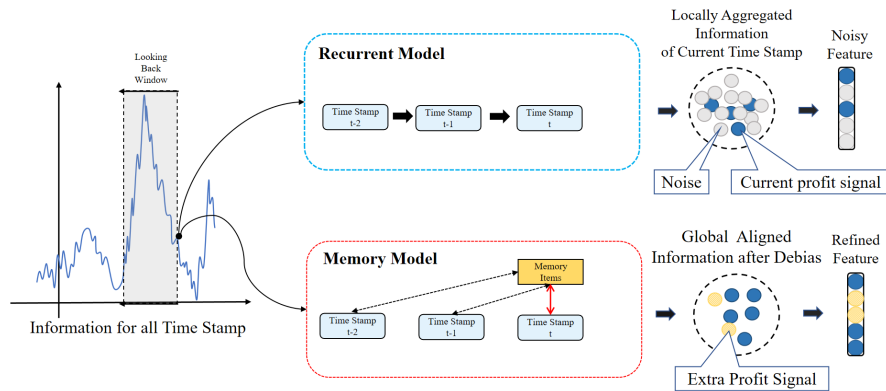 Looking
Back
Window
Information for all Time Stamp
Recurrent Model
Time Stamp
t-2
Time Stamp
t-1
Time Stamp
t
Locally Aggregated
Information
of Current Time Stamp
Noisy
Feature
Noise
Current profit signal
Memory Model
Memory
Items
Time Stamp
t-2
Time Stamp
t-1
Time Stamp
t
Global Aligned
Information after Debias
Refined
Feature
Extra Profit Signal